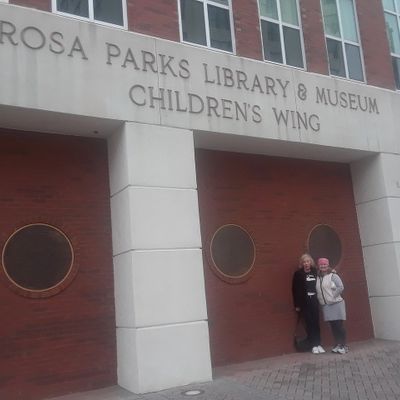 ROSA PARKS LIBRARY & MUSEUM
CHILDREN'S WING